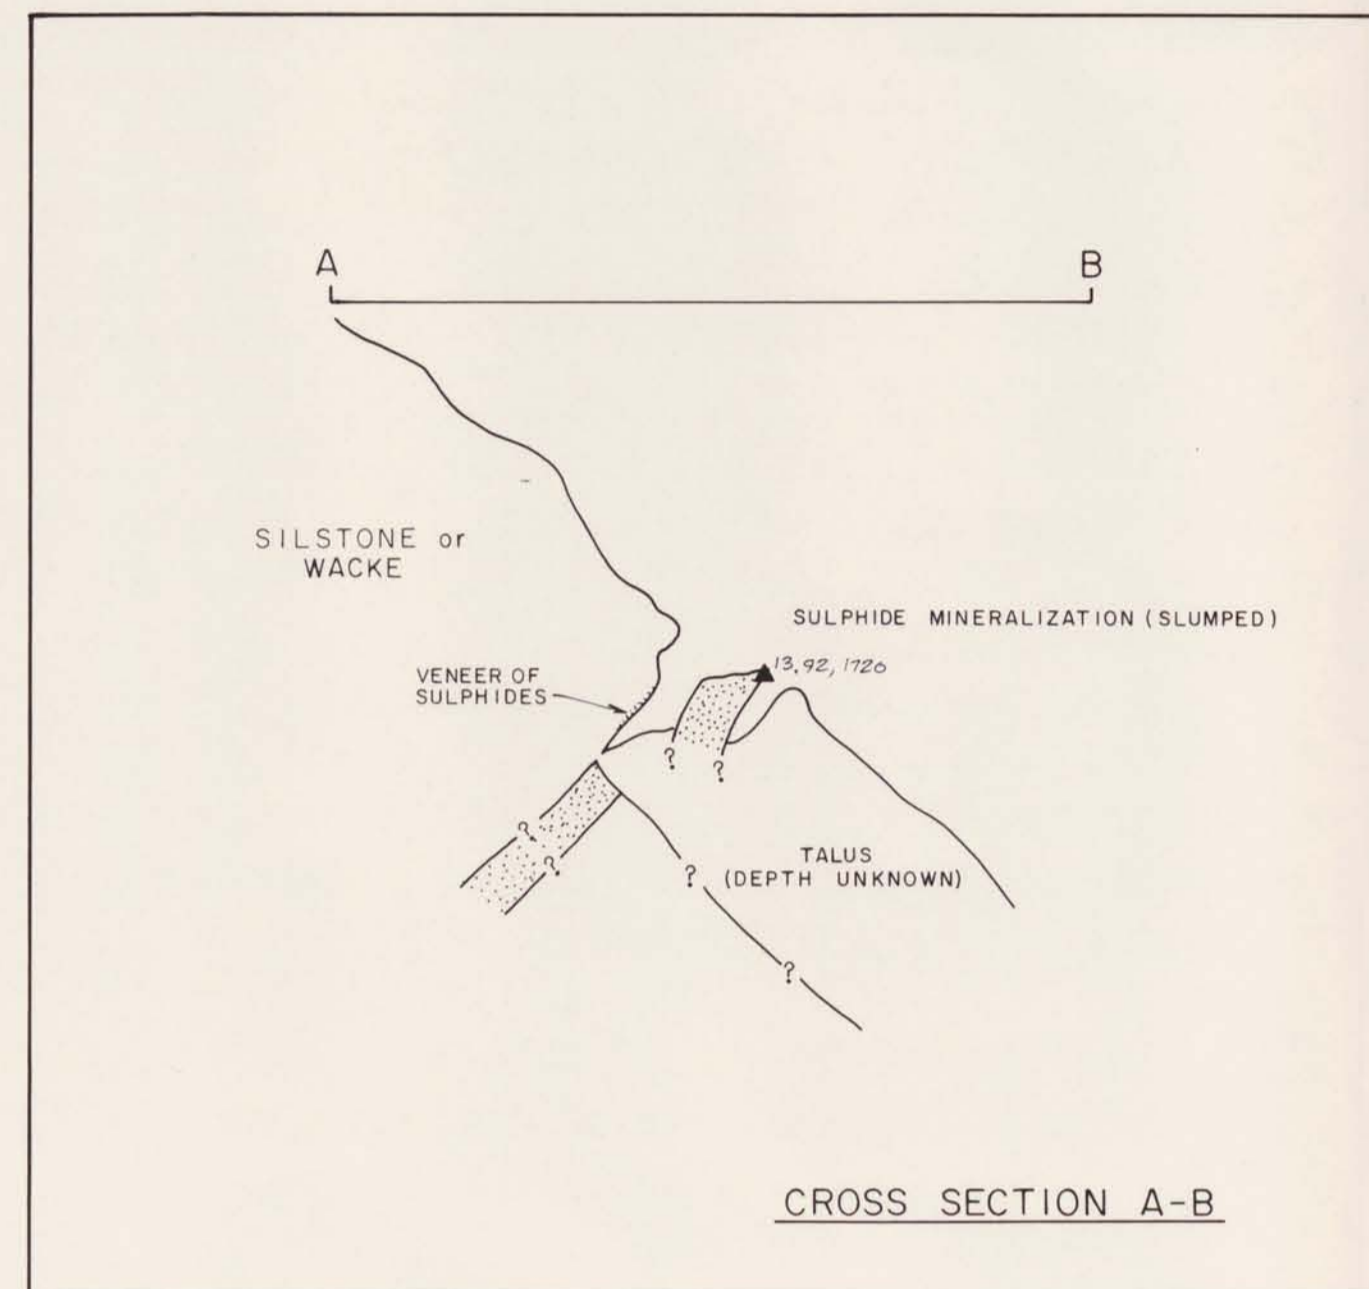 A
B
SILSTONE or
WACKE
SULPHIDE MINERALIZATION (SLUMPED)
13, 92, 1720
VENEER OF
SULPHIDES
?
?
?
?
TALUS
(DEPTH UNKNOWN)
?
?
CROSS SECTION A-B